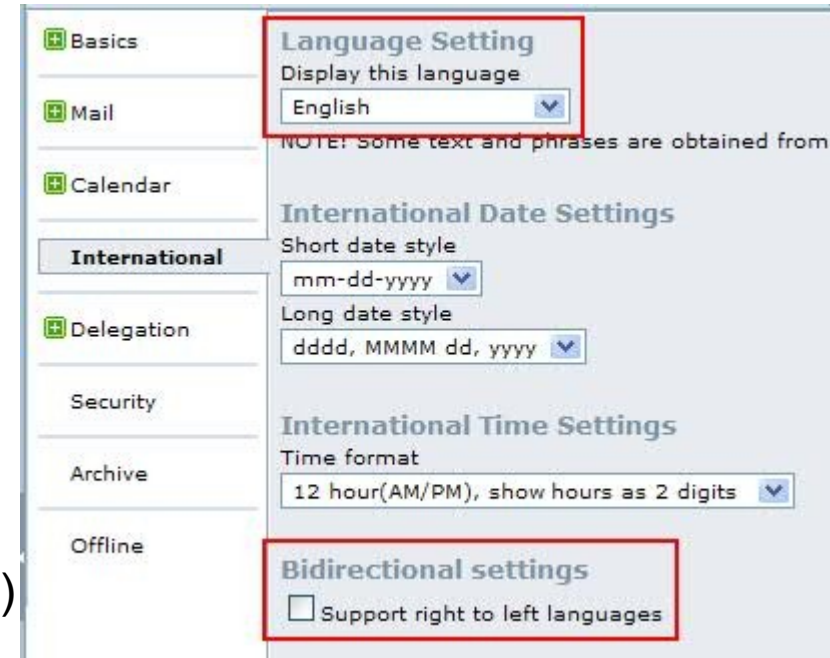 Basics
Mail
Calendar
International
Delegation
Security
Archive
Offline
)
Language Setting
Display this language
English
NOTE! Some text and phrases are obtained from
International Date Settings
Short date style
mm-dd-yyyy
Long date style
dddd, MMMM dd, yyyy
International Time Settings
Time format
12 hour(AM/PM), show hours as 2 digits
Bidirectional settings
Support right to left languages